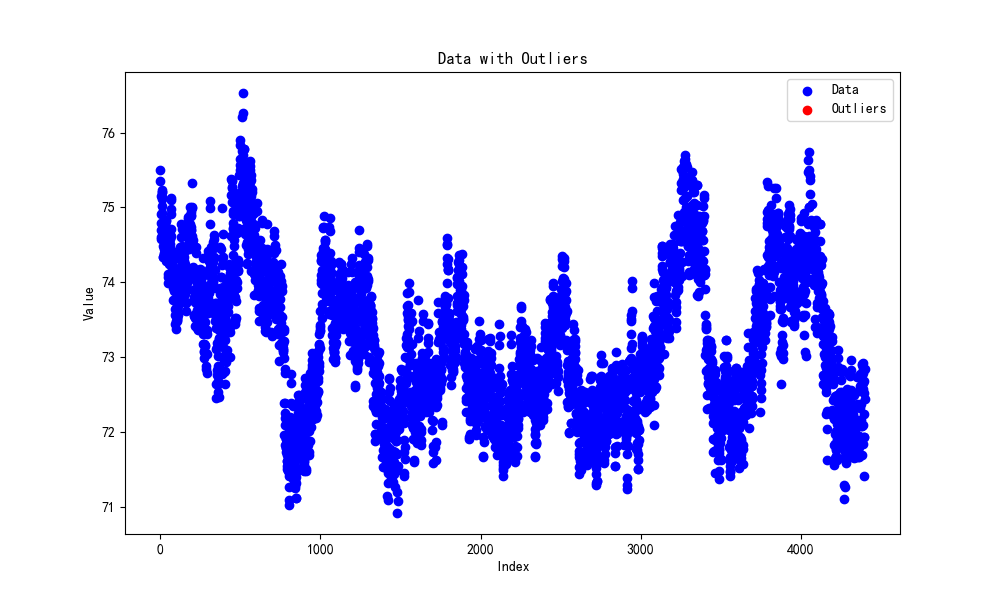 Data with Outliers
Data
Outliers
76
75
74
73
72
71
Value
0 1000 2000 3000 4000
Index